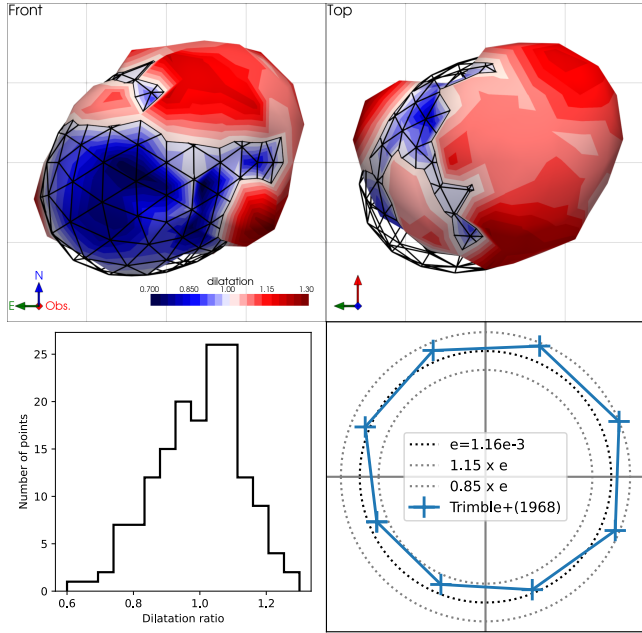 Front
Top
dilatation
0.700 0.850 1.00 1.15 1.30
N
E
Obs.
25
20
15
10
5
0
Number of points
0.6 0.8 1.0 1.2
Dilatation ratio
e=1.16e-3
1.15 x e
0.85 x e
Trimble+(1968)